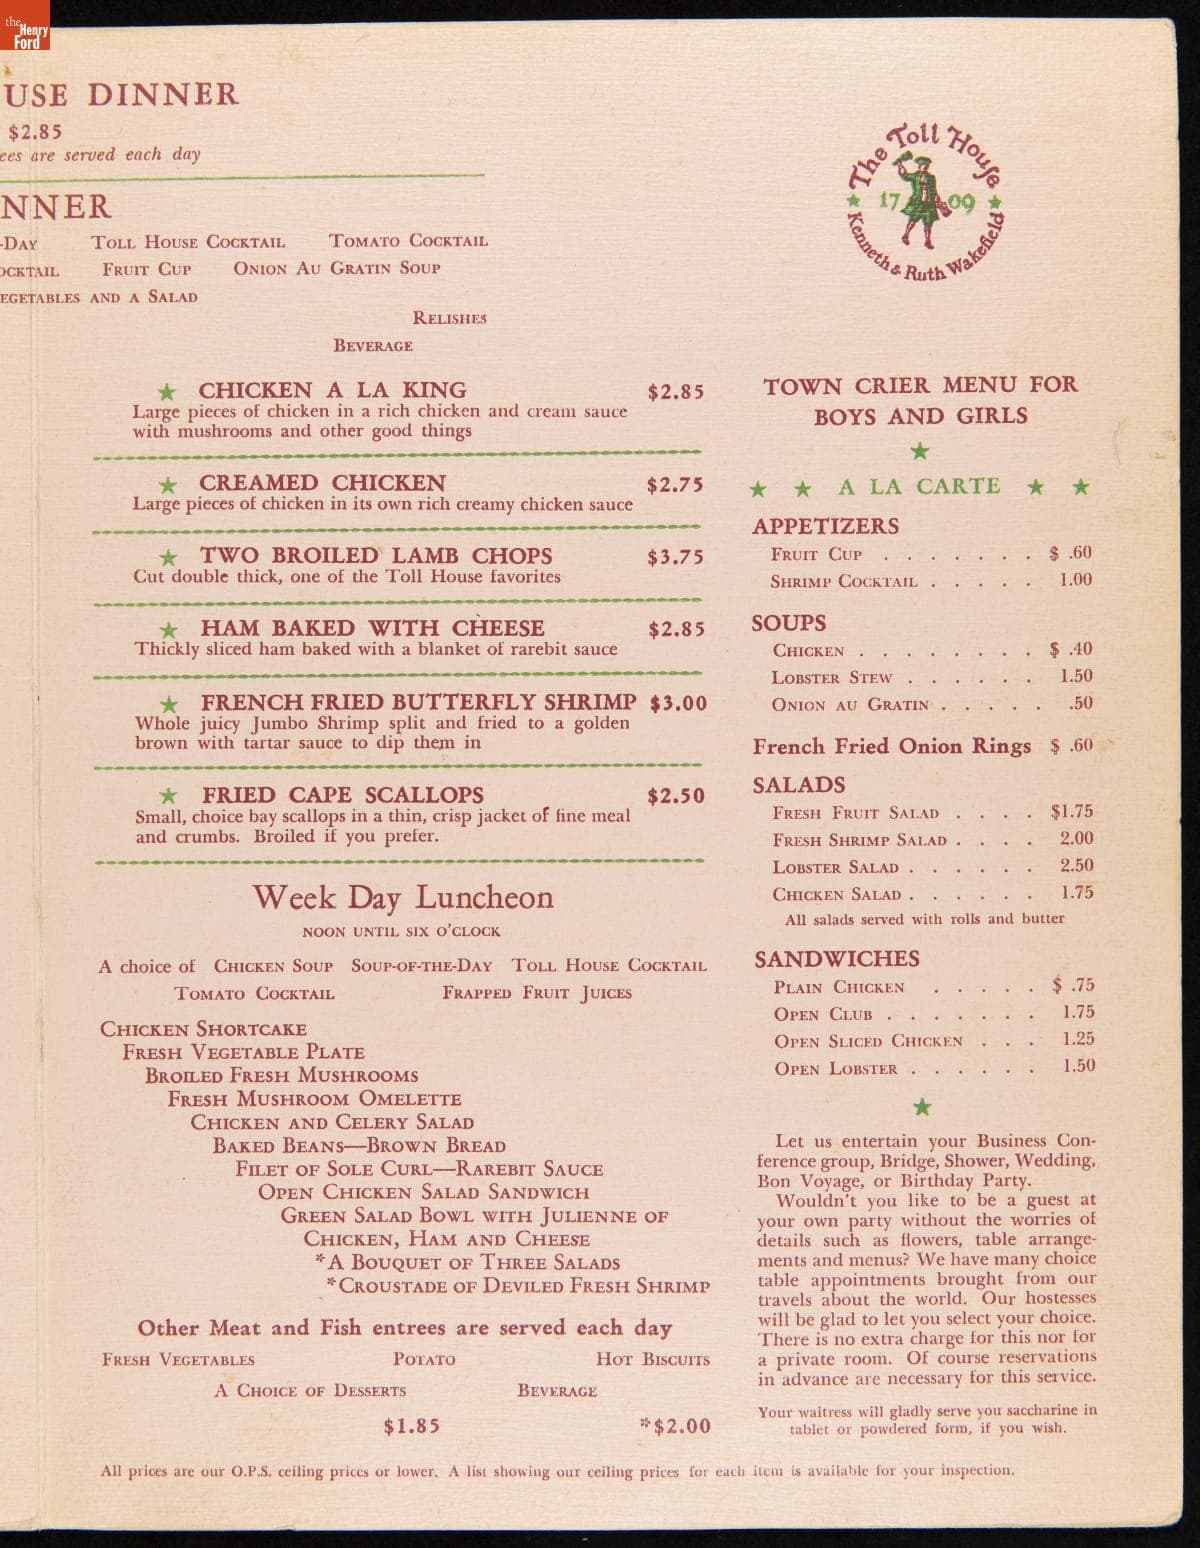 the
Henry
Ford
USE DINNER
$2.85
ees are served each day
NNER
-DAY TOLL HOUSE COCKTAIL TOMATO COCKTAIL
OCKTAIL FRUIT CUP ONION AU GRATIN SOUP
EGETABLES AND A SALAD
RELISHES
BEVERAGE
★ CHICKEN A LA KING $2.85
Large pieces of chicken in a rich chicken and cream sauce
with mushrooms and other good things
★ CREAMED CHICKEN $2.75
Large pieces of chicken in its own rich creamy chicken sauce
★ TWO BROILED LAMB CHOPS $3.75
Cut double thick, one of the Toll House favorites
★ HAM BAKED WITH CHEESE $2.85
Thickly sliced ham baked with a blanket of rarebit sauce
★ FRENCH FRIED BUTTERFLY SHRIMP $3.00
Whole juicy Jumbo Shrimp split and fried to a golden
brown with tartar sauce to dip them in
★ FRIED CAPE SCALLOPS $2.50
Small, choice bay scallops in a thin, crisp jacket of fine meal
and crumbs. Broiled if you prefer.
Week Day Luncheon
NOON UNTIL SIX O'CLOCK
A choice of CHICKEN SOUP SOUP-OF-THE-DAY TOLL HOUSE COCKTAIL
TOMATO COCKTAIL FRAPPED FRUIT JUICES
CHICKEN SHORTCAKE
FRESH VEGETABLE PLATE
BROILED FRESH MUSHROOMS
FRESH MUSHROOM OMELETTE
CHICKEN AND CELERY SALAD
BAKED BEANS—BROWN BREAD
FILET OF SOLE CURL—RAREBIT SAUCE
OPEN CHICKEN SALAD SANDWICH
GREEN SALAD BOWL WITH JULIENNE OF
CHICKEN, HAM AND CHEESE
*A BOUQUET OF THREE SALADS
*CROUSTADE OF DEVILED FRESH SHRIMP
Other Meat and Fish entrees are served each day
FRESH VEGETABLES POTATO HOT BISCUITS
A CHOICE OF DESSERTS BEVERAGE
$1.85 *$2.00
The Toll House
★ 1709 ★
Kenneth & Ruth Wakefield
TOWN CRIER MENU FOR
BOYS AND GIRLS
★
★ ★ A LA CARTE ★ ★
APPETIZERS
FRUIT CUP . . . . . . . $ .60
SHRIMP COCKTAIL . . . . . 1.00
SOUPS
CHICKEN . . . . . . . . $ .40
LOBSTER STEW . . . . . . 1.50
ONION AU GRATIN . . . . . .50
French Fried Onion Rings $ .60
SALADS
FRESH FRUIT SALAD . . . . $1.75
FRESH SHRIMP SALAD . . . . 2.00
LOBSTER SALAD . . . . . . 2.50
CHICKEN SALAD . . . . . . 1.75
All salads served with rolls and butter
SANDWICHES
PLAIN CHICKEN . . . . . $ .75
OPEN CLUB . . . . . . . 1.75
OPEN SLICED CHICKEN . . . 1.25
OPEN LOBSTER . . . . . . 1.50
★
Let us entertain your Business Con-
ference group, Bridge, Shower, Wedding,
Bon Voyage, or Birthday Party.
Wouldn't you like to be a guest at
your own party without the worries of
details such as flowers, table arrange-
ments and menus? We have many choice
table appointments brought from our
travels about the world. Our hostesses
will be glad to let you select your choice.
There is no extra charge for this nor for
a private room. Of course reservations
in advance are necessary for this service.
Your waitress will gladly serve you saccharine in
tablet or powdered form, if you wish.
All prices are our O.P.S. ceiling prices or lower. A list showing our ceiling prices for each item is available for your inspection.